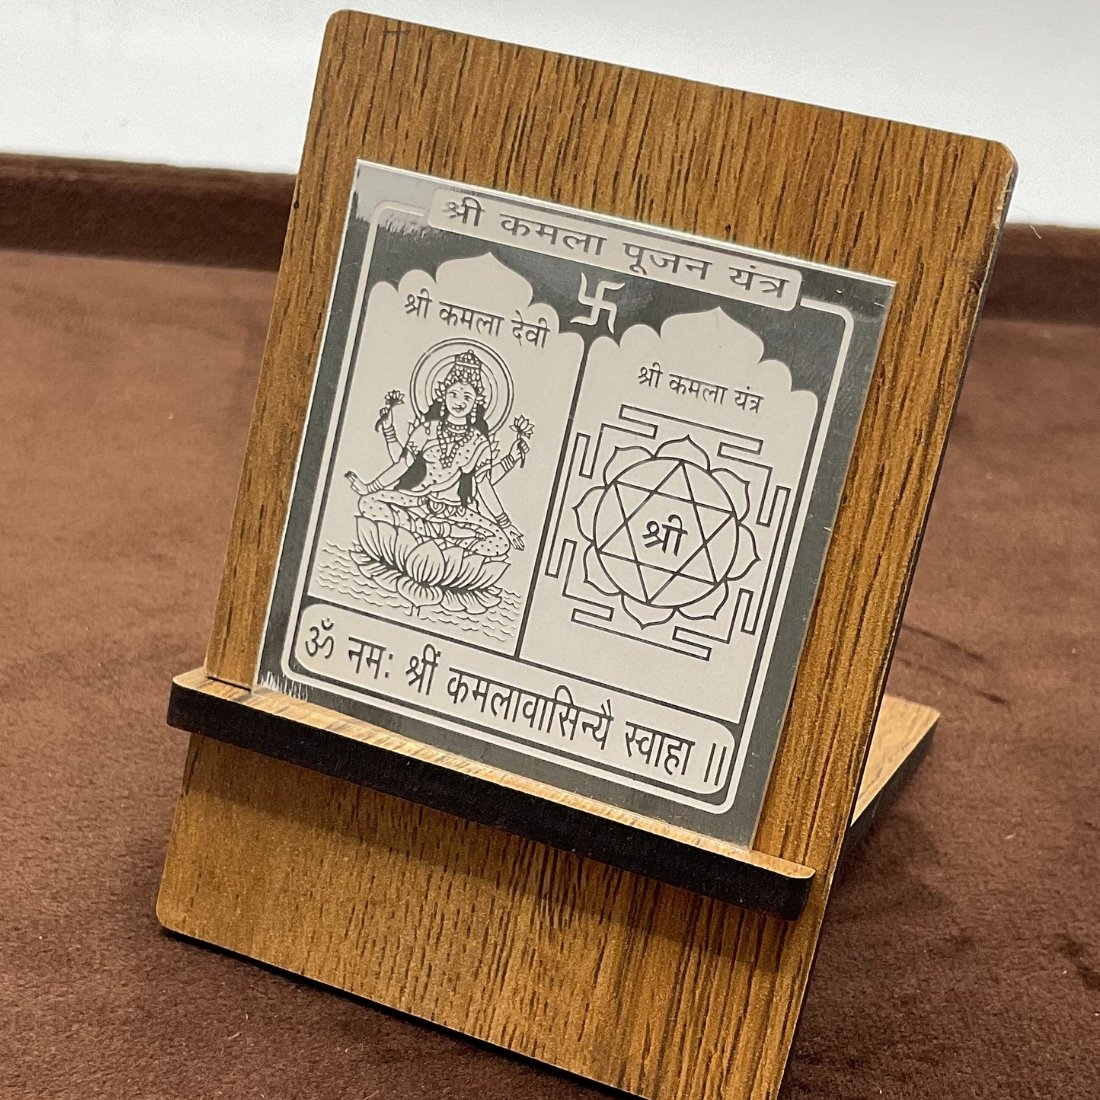 श्री कमला पूजन यंत्र
श्री कमला देवी
श्री कमला यंत्र
श्री
ॐ नमः श्रीं कमलावासिन्यै स्वाहा ॥